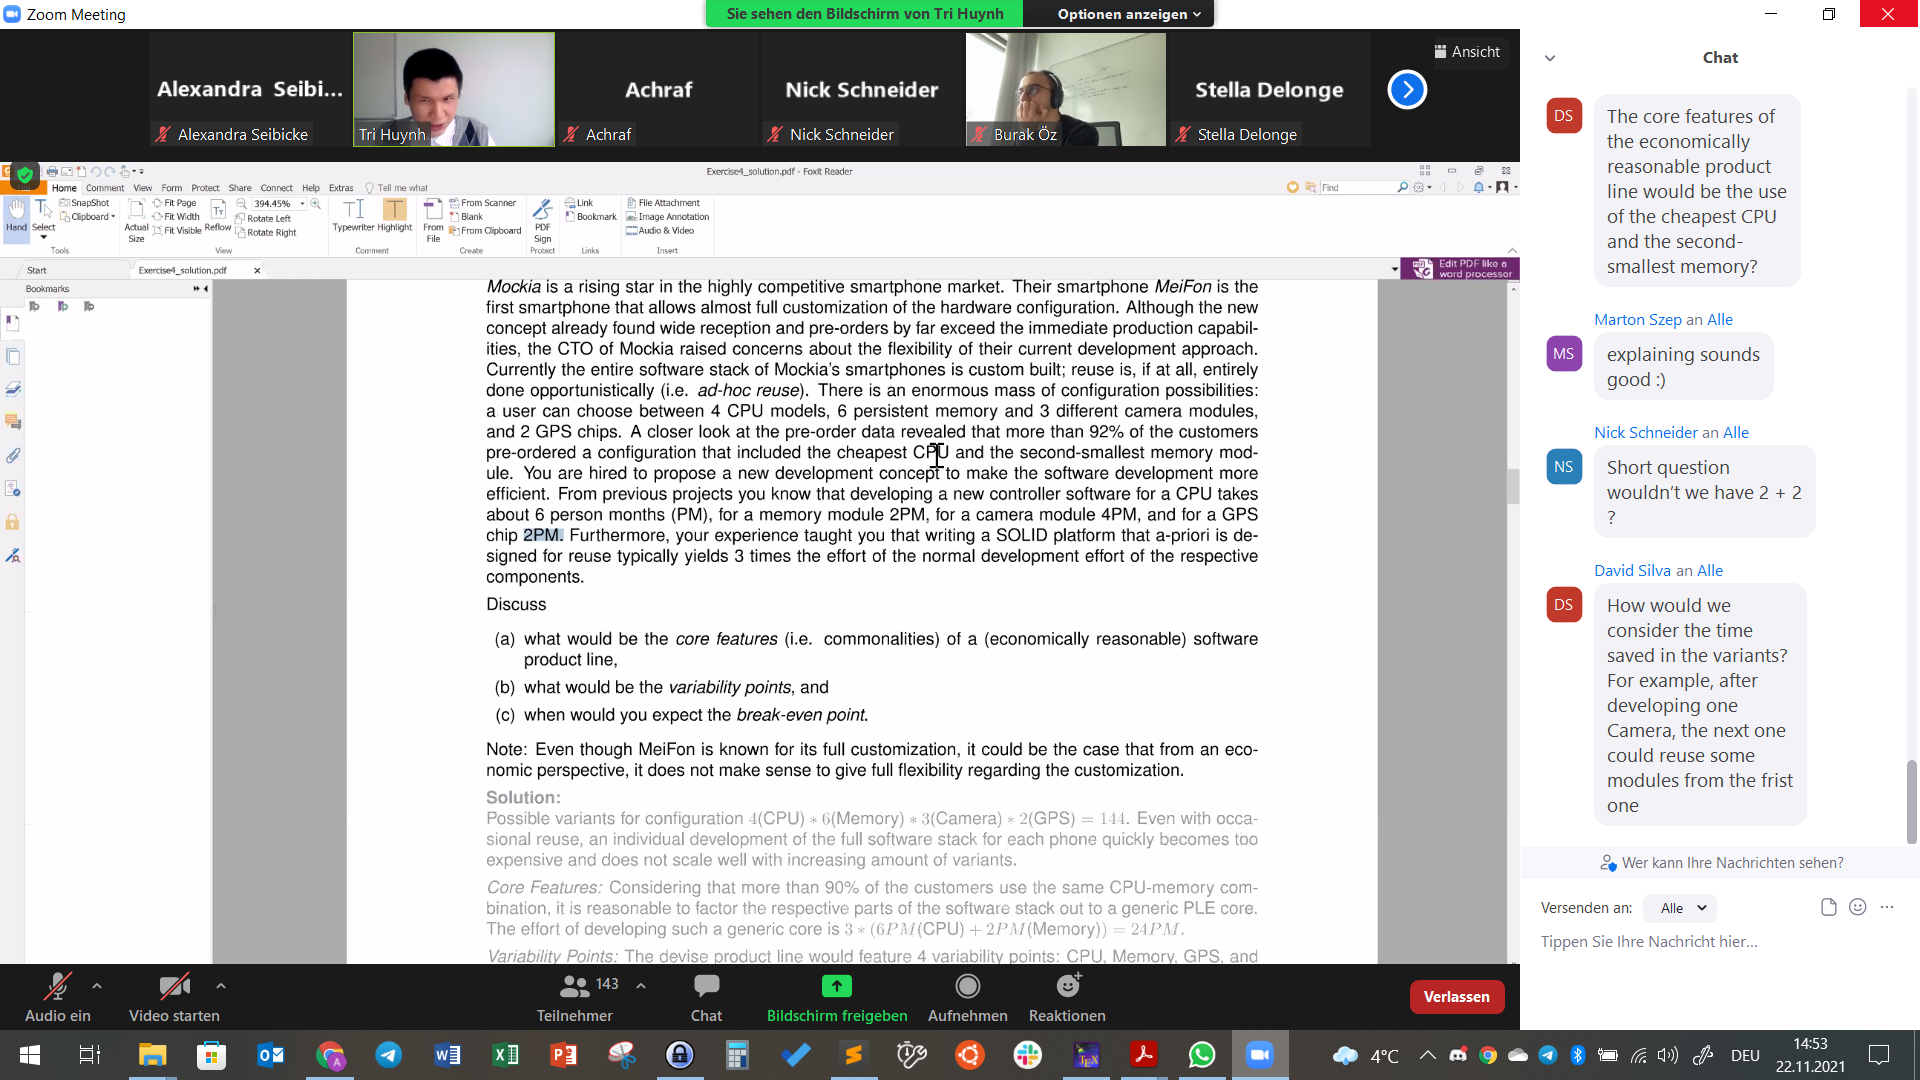 Zoom Meeting
Sie sehen den Bildschirm von Tri Huynh
Optionen anzeigen
Ansicht
Alexandra Seibi...
Achraf
Nick Schneider
Stella Delonge
Alexandra Seibicke
Tri Huynh
Achraf
Nick Schneider
Burak Öz
Stella Delonge
Exercise4_solution.pdf - Foxit Reader
Home Comment View Form Protect Share Connect Help Extras Tell me what
Find
SnapShot
Clipboard
Hand Select
Tools
Actual Size
Fit Page
Fit Width
Fit Visible
Reflow
394.45%
Rotate Left
Rotate Right
View
Typewriter Highlight
Comment
From File
From Scanner
Blank
From Clipboard
Create
PDF Sign
Protect
Link
Bookmark
Links
File Attachment
Image Annotation
Audio & Video
Insert
Start
Exercise4_solution.pdf
Edit PDF like a
word processor
Bookmarks
Mockia is a rising star in the highly competitive smartphone market. Their smartphone MeiFon is the
first smartphone that allows almost full customization of the hardware configuration. Although the new
concept already found wide reception and pre-orders by far exceed the immediate production capabil-
ities, the CTO of Mockia raised concerns about the flexibility of their current development approach.
Currently the entire software stack of Mockia's smartphones is custom built; reuse is, if at all, entirely
done opportunistically (i.e. ad-hoc reuse). There is an enormous mass of configuration possibilities:
a user can choose between 4 CPU models, 6 persistent memory and 3 different camera modules,
and 2 GPS chips. A closer look at the pre-order data revealed that more than 92% of the customers
pre-ordered a configuration that included the cheapest CPU and the second-smallest memory mod-
ule. You are hired to propose a new development concept to make the software development more
efficient. From previous projects you know that developing a new controller software for a CPU takes
about 6 person months (PM), for a memory module 2PM, for a camera module 4PM, and for a GPS
chip 2PM. Furthermore, your experience taught you that writing a SOLID platform that a-priori is de-
signed for reuse typically yields 3 times the effort of the normal development effort of the respective
components.
Discuss
(a) what would be the core features (i.e. commonalities) of a (economically reasonable) software
product line,
(b) what would be the variability points, and
(c) when would you expect the break-even point.
Note: Even though MeiFon is known for its full customization, it could be the case that from an eco-
nomic perspective, it does not make sense to give full flexibility regarding the customization.
Solution:
Possible variants for configuration 4(CPU) ∗ 6(Memory) ∗ 3(Camera) ∗ 2(GPS) = 144. Even with occa-
sional reuse, an individual development of the full software stack for each phone quickly becomes too
expensive and does not scale well with increasing amount of variants.
Core Features: Considering that more than 90% of the customers use the same CPU-memory com-
bination, it is reasonable to factor the respective parts of the software stack out to a generic PLE core.
The effort of developing such a generic core is 3 ∗ (6PM(CPU) + 2PM(Memory)) = 24PM.
Variability Points: The devise product line would feature 4 variability points: CPU, Memory, GPS, and
Chat
DS
The core features of
the economically
reasonable product
line would be the use
of the cheapest CPU
and the second-
smallest memory?
Marton Szep an Alle
MS
explaining sounds
good :)
Nick Schneider an Alle
NS
Short question
wouldn't we have 2 + 2
?
David Silva an Alle
DS
How would we
consider the time
saved in the variants?
For example, after
developing one
Camera, the next one
could reuse some
modules from the frist
one
Wer kann Ihre Nachrichten sehen?
Versenden an: Alle
Tippen Sie Ihre Nachricht hier...
Audio ein
Video starten
143
Teilnehmer
Chat
Bildschirm freigeben
Aufnehmen
Reaktionen
Verlassen
4°C
DEU
14:53
22.11.2021